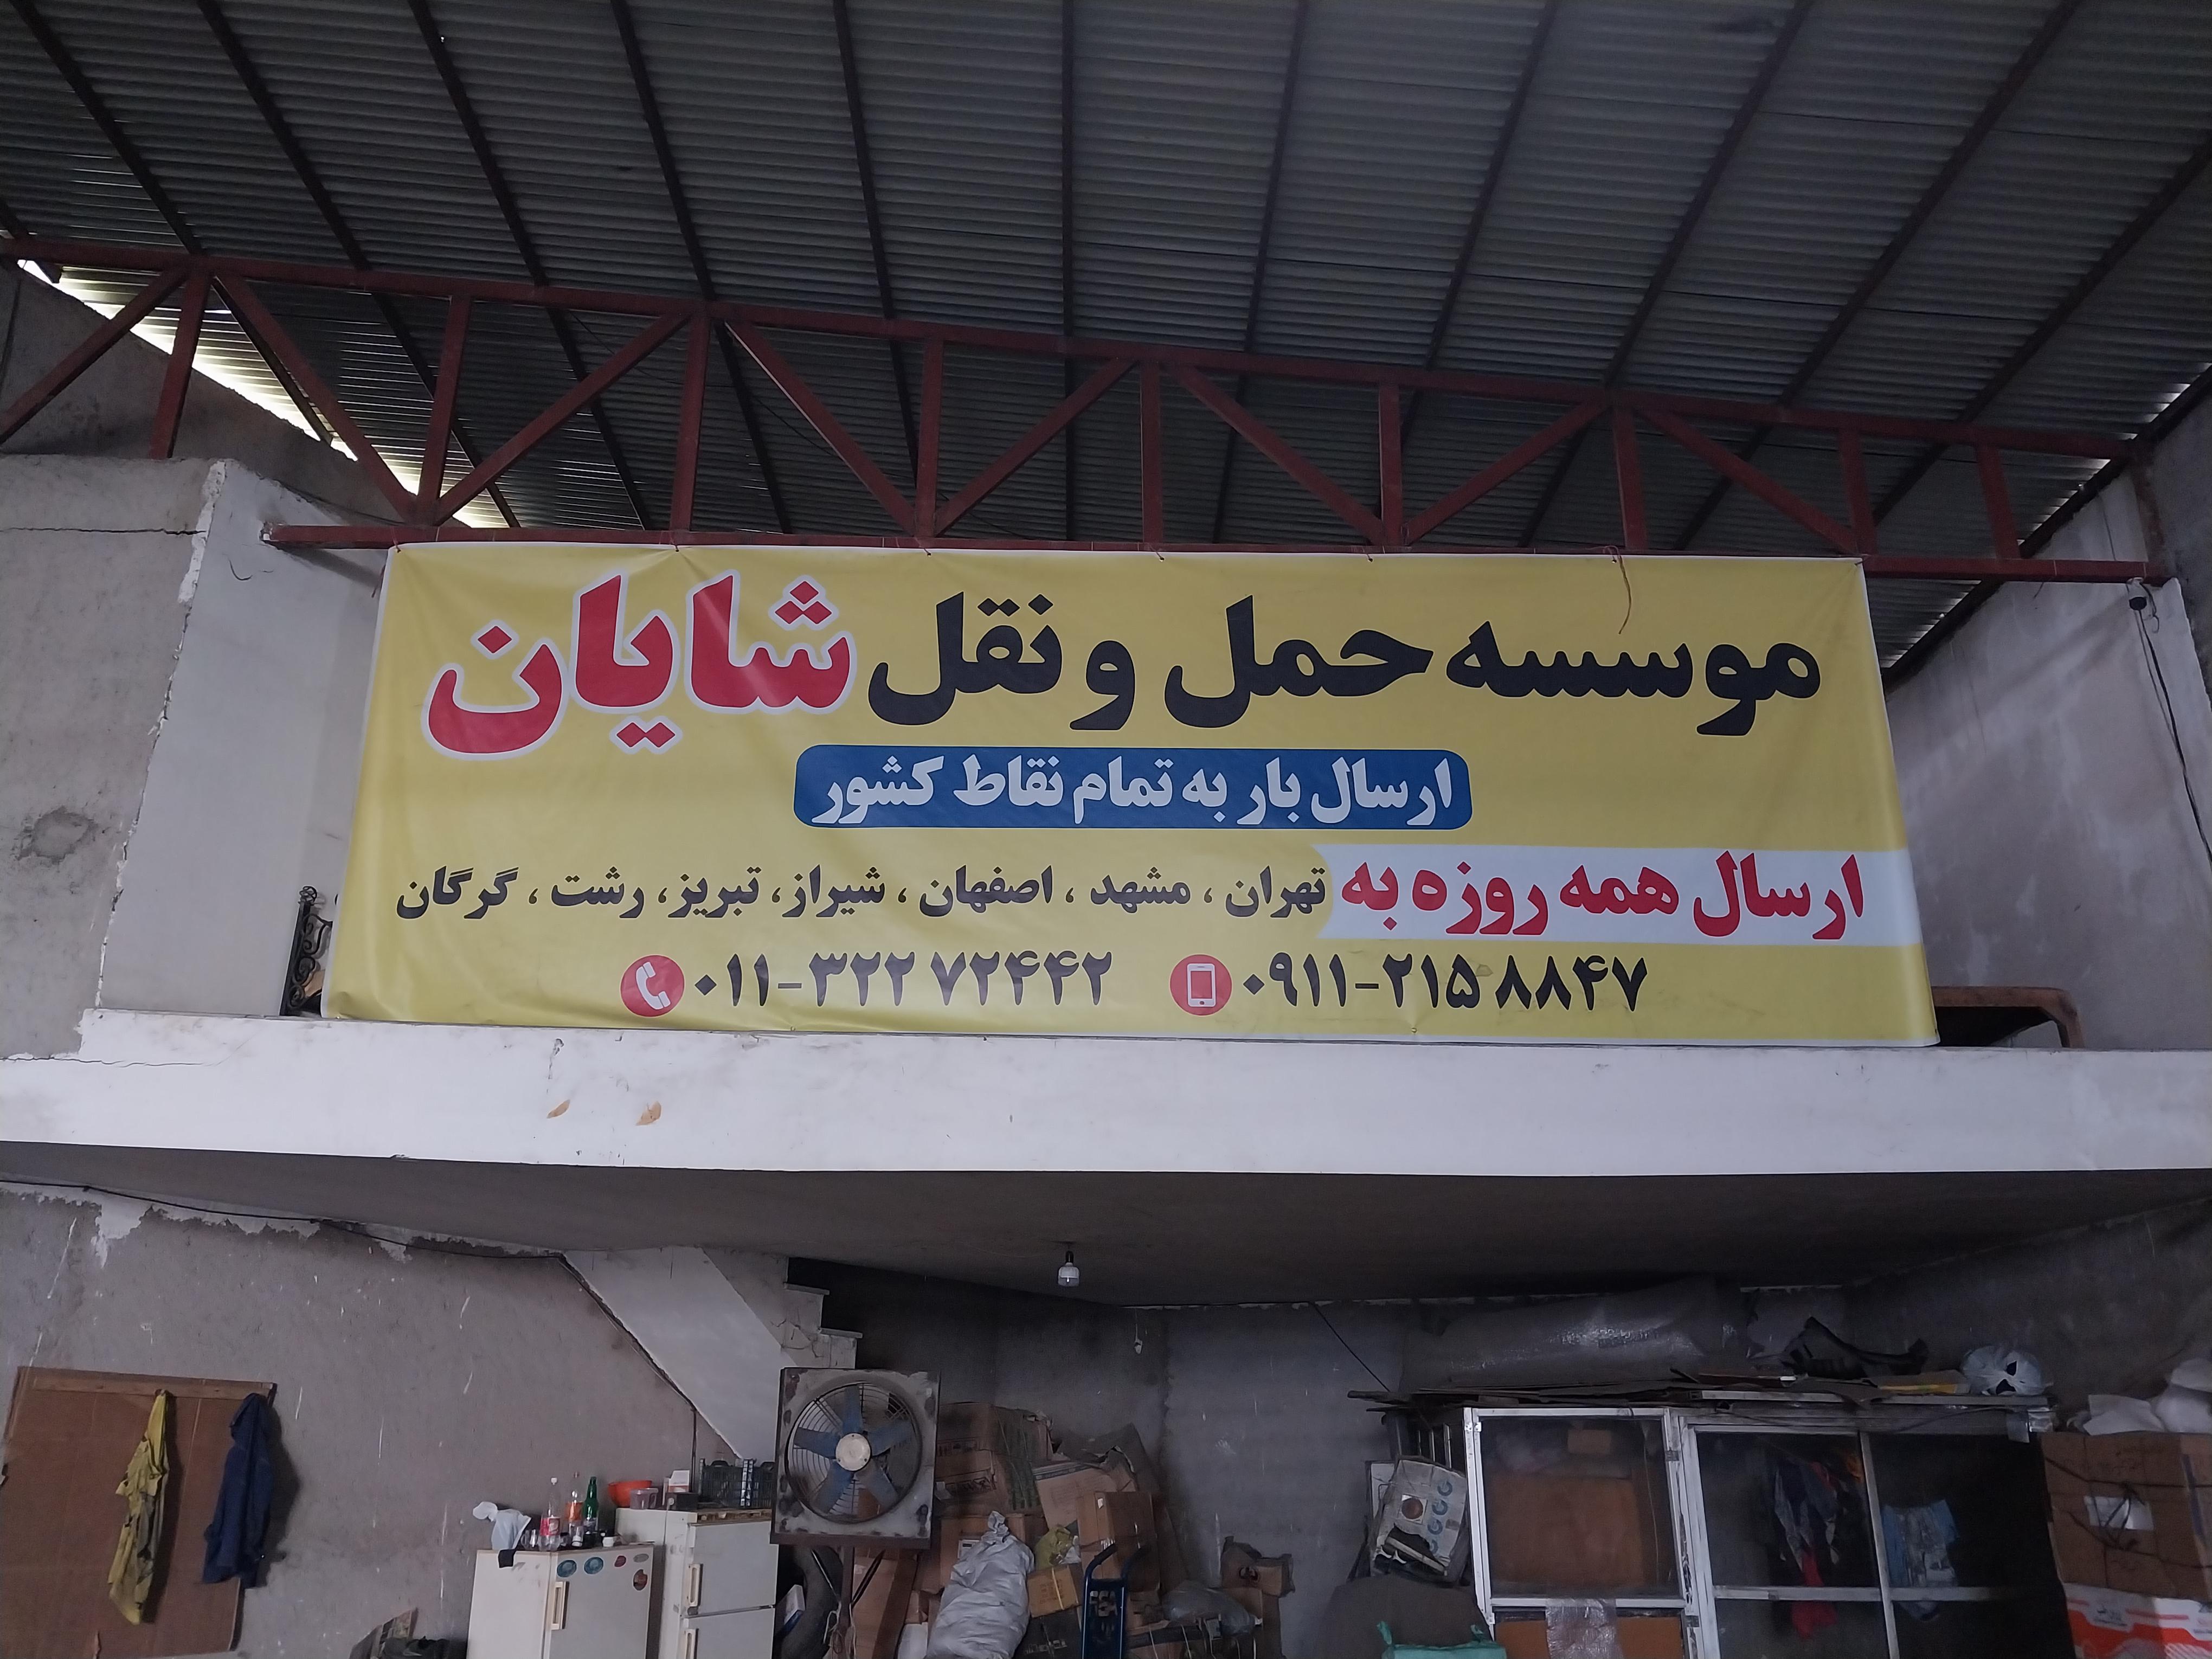 موسسه حمل و نقل شایان
ارسال بار به تمام نقاط کشور
ارسال همه روزه به تهران ، مشهد ، اصفهان ، شیراز، تبریز، رشت ، گرگان
۰۹۱۱-۲۱۵ ۸۸۴۷
۰۱۱-۳۲۲ ۷۲۴۴۲